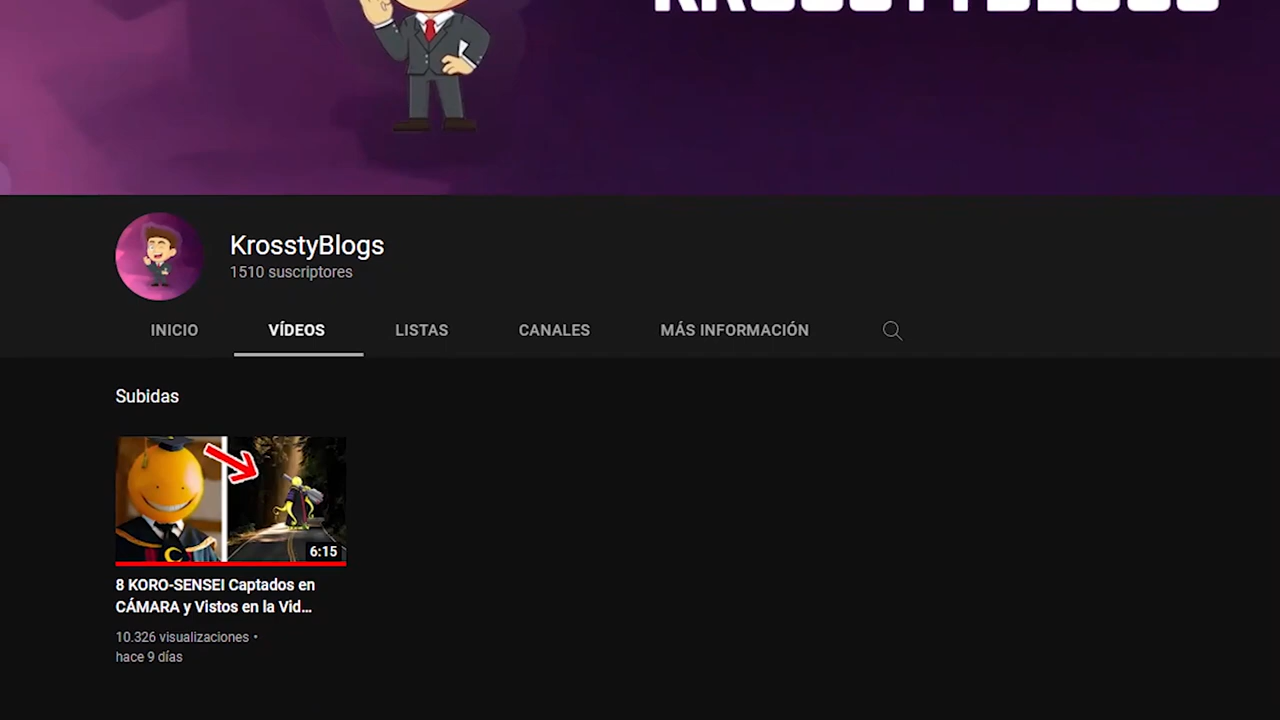 KROSSTYBLOGS
KrosstyBlogs
1510 suscriptores
INICIO
VÍDEOS
LISTAS
CANALES
MÁS INFORMACIÓN
Subidas
6:15
8 KORO-SENSEI Captados en
CÁMARA y Vistos en la Vid...
10.326 visualizaciones •
hace 9 días